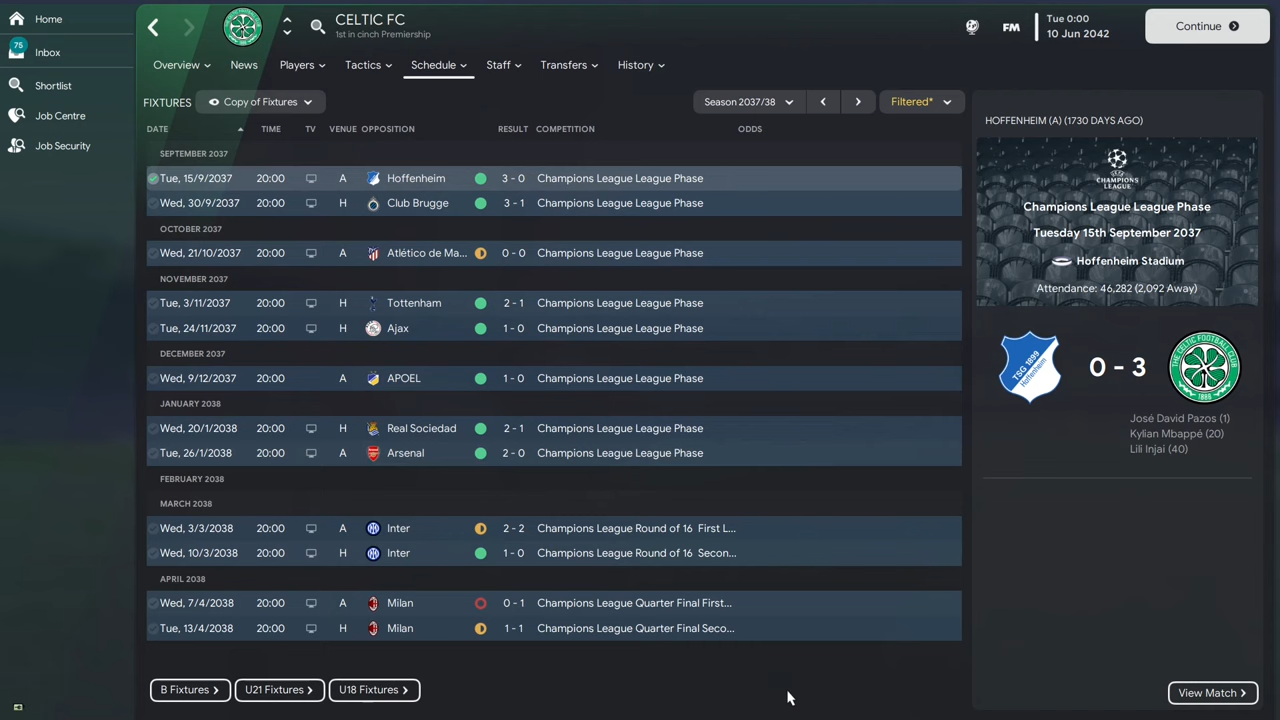 Home
75
Inbox
Shortlist
Job Centre
Job Security
CELTIC FC
1st in cinch Premiership
FM
Tue 0:00
10 Jun 2042
Continue
Overview
News
Players
Tactics
Schedule
Staff
Transfers
History
FIXTURES
Copy of Fixtures
Season 2037/38
Filtered*
DATE TIME TV VENUE OPPOSITION RESULT COMPETITION ODDS
SEPTEMBER 2037
Tue, 15/9/2037 20:00 A Hoffenheim 3 - 0 Champions League League Phase
Wed, 30/9/2037 20:00 H Club Brugge 3 - 1 Champions League League Phase
OCTOBER 2037
Wed, 21/10/2037 20:00 A Atlético de Ma... 0 - 0 Champions League League Phase
NOVEMBER 2037
Tue, 3/11/2037 20:00 H Tottenham 2 - 1 Champions League League Phase
Tue, 24/11/2037 20:00 H Ajax 1 - 0 Champions League League Phase
DECEMBER 2037
Wed, 9/12/2037 20:00 A APOEL 1 - 0 Champions League League Phase
JANUARY 2038
Wed, 20/1/2038 20:00 H Real Sociedad 2 - 1 Champions League League Phase
Tue, 26/1/2038 20:00 A Arsenal 2 - 0 Champions League League Phase
FEBRUARY 2038
MARCH 2038
Wed, 3/3/2038 20:00 A Inter 2 - 2 Champions League Round of 16 First L...
Wed, 10/3/2038 20:00 H Inter 1 - 0 Champions League Round of 16 Secon...
APRIL 2038
Wed, 7/4/2038 20:00 A Milan 0 - 1 Champions League Quarter Final First...
Tue, 13/4/2038 20:00 H Milan 1 - 1 Champions League Quarter Final Seco...
B Fixtures
U21 Fixtures
U18 Fixtures
HOFFENHEIM (A) (1730 DAYS AGO)
CHAMPIONS LEAGUE
Champions League League Phase
Tuesday 15th September 2037
Hoffenheim Stadium
Attendance: 46,282 (2,092 Away)
TSG 1899
Hoffenheim
0 - 3
THE CELTIC FOOTBALL CLUB
1888
José David Pazos (1)
Kylian Mbappé (20)
Lili Injai (40)
View Match